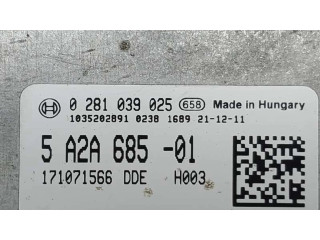 0 281 039 025 658 Made in Hungary
1035202891 0238 1689 21-12-11
5 A2A 685 -01
171071566 DDE H003